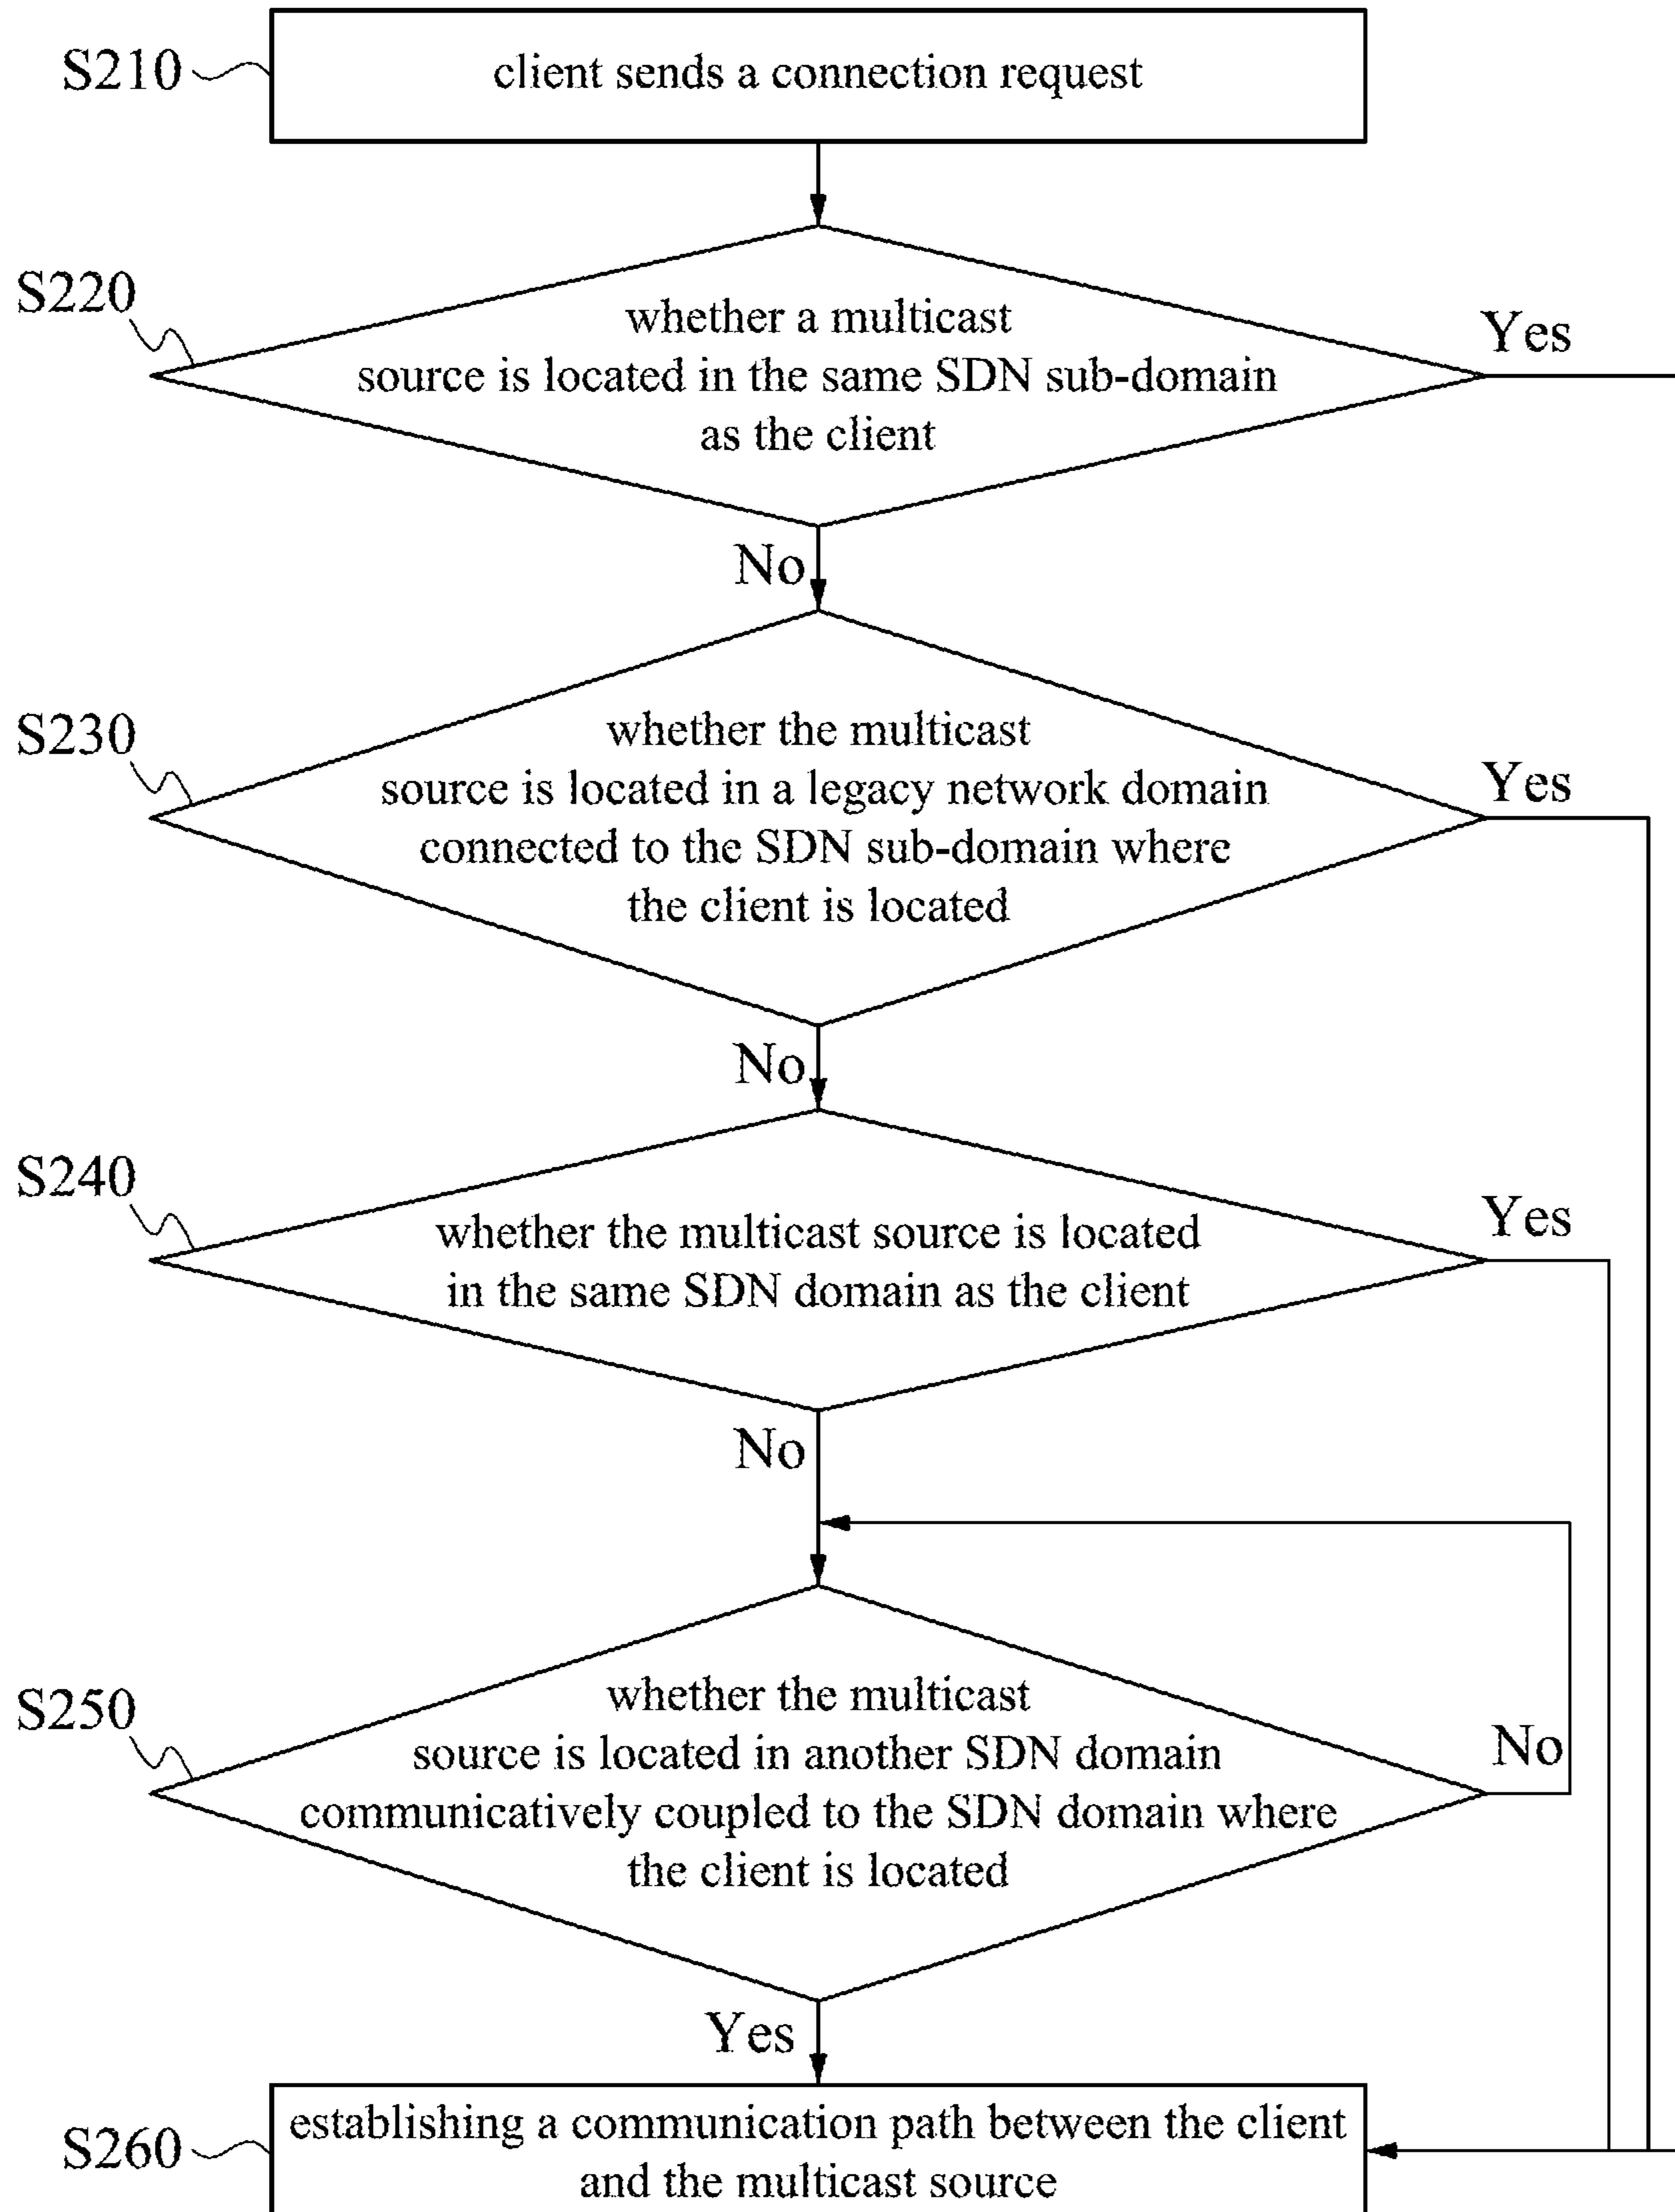 S210
client sends a connection request
S220
whether a multicast
source is located in the same SDN sub-domain
as the client
Yes
No
S230
whether the multicast
source is located in a legacy network domain
connected to the SDN sub-domain where
the client is located
Yes
No
S240
whether the multicast source is located
in the same SDN domain as the client
Yes
No
S250
whether the multicast
source is located in another SDN domain
communicatively coupled to the SDN domain where
the client is located
No
Yes
S260
establishing a communication path between the client
and the multicast source